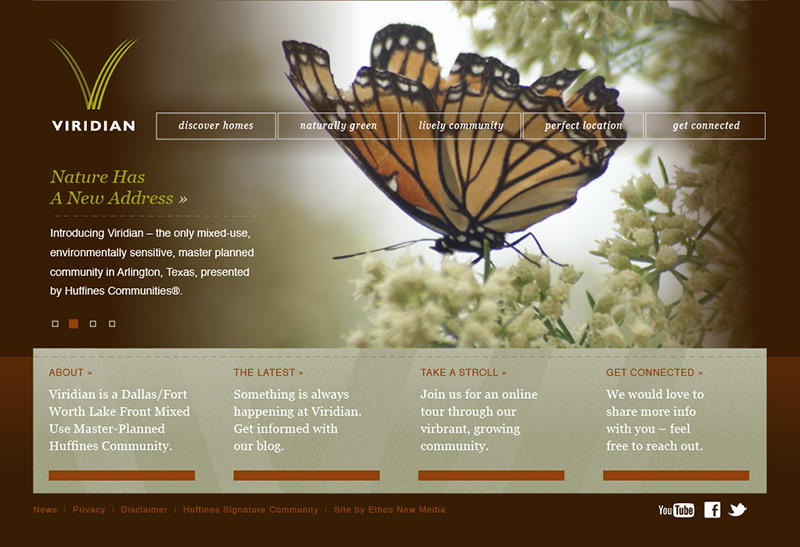 VIRIDIAN
discover homes
naturally green
lively community
perfect location
get connected
Nature Has
A New Address »
Introducing Viridian – the only mixed-use,
environmentally sensitive, master planned
community in Arlington, Texas, presented
by Huffines Communities®.
ABOUT »
Viridian is a Dallas/Fort
Worth Lake Front Mixed
Use Master-Planned
Huffines Community.
THE LATEST »
Something is always
happening at Viridian.
Get informed with
our blog.
TAKE A STROLL »
Join us for an online
tour through our
virbrant, growing
community.
GET CONNECTED »
We would love to
share more info
with you – feel
free to reach out.
News | Privacy | Disclaimer | Huffines Signature Community | Site by Ethos New Media
YouTube